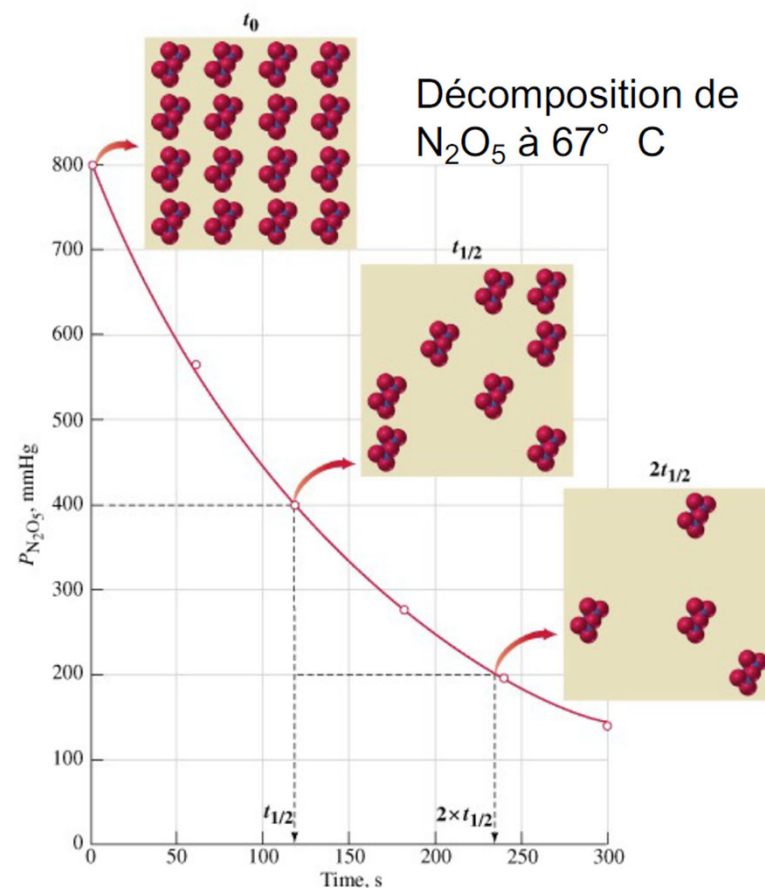 t0
Décomposition de
N2O5 à 67° C
800
t1/2
700
600
500
2t1/2
400
PN2O5, mmHg
300
200
100
t1/2
2×t1/2
0
0 50 100 150 200 250 300
Time, s